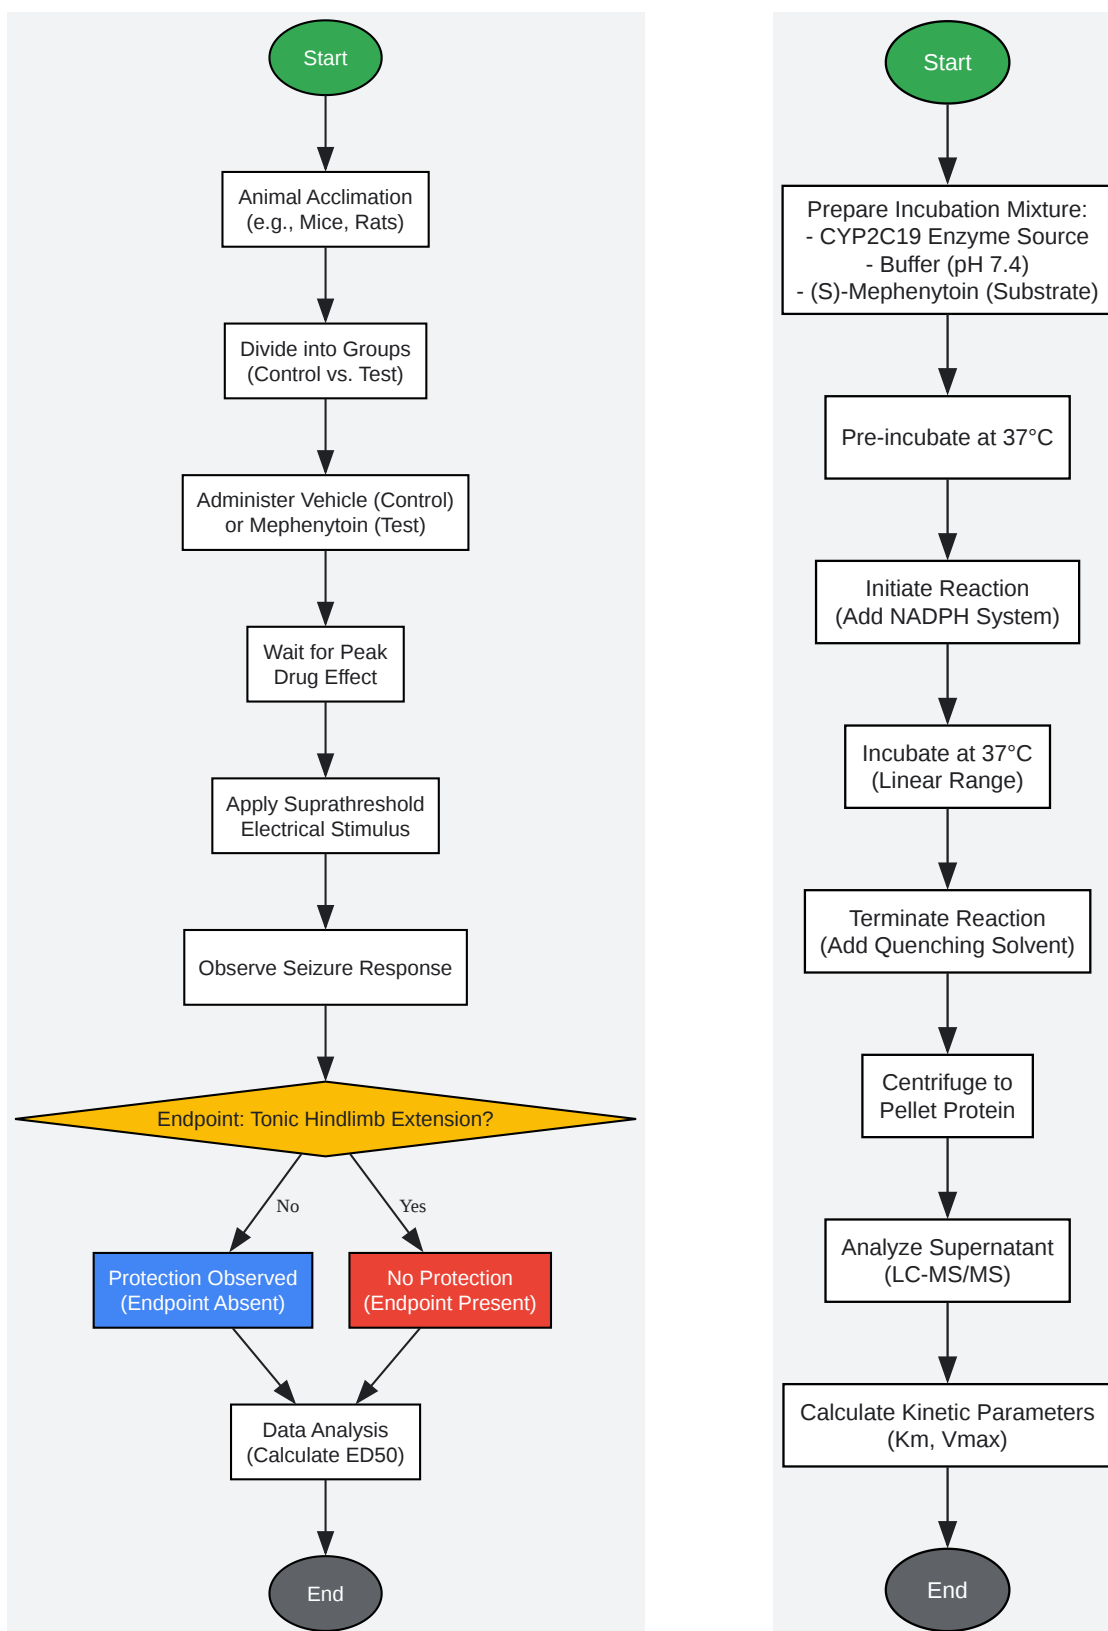 Start
Animal Acclimation
(e.g., Mice, Rats)
Divide into Groups
(Control vs. Test)
Administer Vehicle (Control)
or Mephenytoin (Test)
Wait for Peak
Drug Effect
Apply Suprathreshold
Electrical Stimulus
Observe Seizure Response
Endpoint: Tonic Hindlimb Extension?
No
Yes
Protection Observed
(Endpoint Absent)
No Protection
(Endpoint Present)
Data Analysis
(Calculate ED50)
End
Start
Prepare Incubation Mixture:
- CYP2C19 Enzyme Source
- Buffer (pH 7.4)
- (S)-Mephenytoin (Substrate)
Pre-incubate at 37°C
Initiate Reaction
(Add NADPH System)
Incubate at 37°C
(Linear Range)
Terminate Reaction
(Add Quenching Solvent)
Centrifuge to
Pellet Protein
Analyze Supernatant
(LC-MS/MS)
Calculate Kinetic Parameters
(Km, Vmax)
End